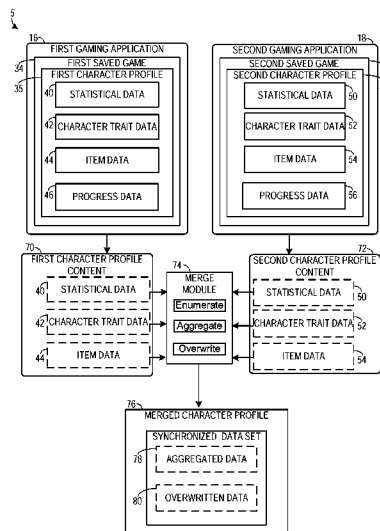 5
16
FIRST GAMING APPLICATION
34
FIRST SAVED GAME
35
FIRST CHARACTER PROFILE
40
STATISTICAL DATA
42
CHARACTER TRAIT DATA
44
ITEM DATA
46
PROGRESS DATA
18
SECOND GAMING APPLICATION
SECOND SAVED GAME
SECOND CHARACTER PROFILE
STATISTICAL DATA
50
CHARACTER TRAIT DATA
52
ITEM DATA
54
PROGRESS DATA
56
70
FIRST CHARACTER PROFILE
CONTENT
40
STATISTICAL DATA
42
CHARACTER TRAIT DATA
44
ITEM DATA
74
MERGE
MODULE
Enumerate
Aggregate
Overwrite
72
SECOND CHARACTER PROFILE
CONTENT
STATISTICAL DATA
50
CHARACTER TRAIT DATA
52
ITEM DATA
54
76
MERGED CHARACTER PROFILE
SYNCHRONIZED DATA SET
78
AGGREGATED DATA
80
OVERWRITTEN DATA